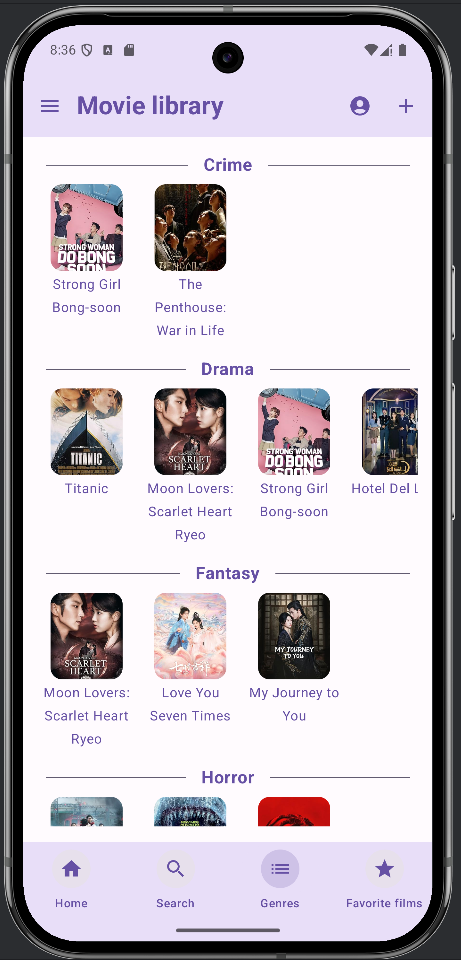 8:36
Movie library
Crime
STRONG WOMAN
DO BONG
SOON
Strong Girl
Bong-soon
The
Penthouse:
War in Life
Drama
TITANIC
Titanic
SCARLET
HEART
Moon Lovers:
Scarlet Heart
Ryeo
STRONG WOMAN
DO BONG
SOON
Strong Girl
Bong-soon
Hotel Del L
Fantasy
SCARLET
HEART
Moon Lovers:
Scarlet Heart
Ryeo
Love You
Seven Times
MY JOURNEY
TO YOU
My Journey to
You
Horror
Home
Search
Genres
Favorite films